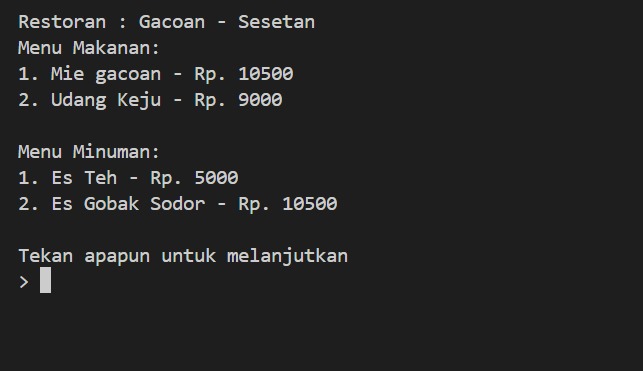 Restoran : Gacoan - Sesetan
Menu Makanan:
1. Mie gacoan - Rp. 10500
2. Udang Keju - Rp. 9000
Menu Minuman:
1. Es Teh - Rp. 5000
2. Es Gobak Sodor - Rp. 10500
Tekan apapun untuk melanjutkan
>